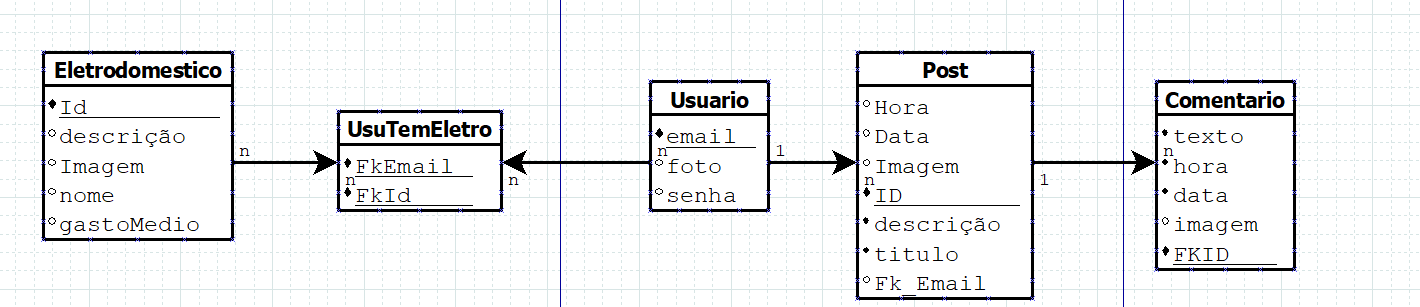 Eletrodomestico
Id
descrição
Imagem
nome
gastoMedio
n
UsuTemEletro
FkEmail
n
FkId
n
Usuario
email
n
foto
senha
1
Post
Hora
Data
Imagem
n
ID
descrição
titulo
Fk_Email
1
Comentario
texto
n
hora
data
imagem
FKID